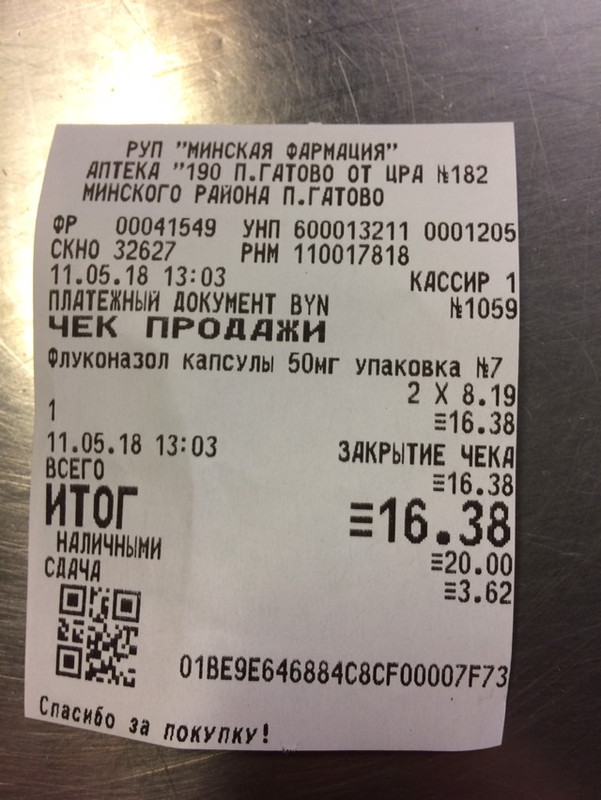 РУП "МИНСКАЯ ФАРМАЦИЯ"
АПТЕКА "190 П.ГАТОВО ОТ ЦРА №182
МИНСКОГО РАЙОНА П.ГАТОВО
ФР 00041549 УНП 600013211 0001205
СКНО 32627 РНМ 110017818
11.05.18 13:03 КАССИР 1
ПЛАТЕЖНЫЙ ДОКУМЕНТ BYN №1059
ЧЕК ПРОДАЖИ
Флуконазол капсулы 50мг упаковка №7
2 X 8.19
1 ≡16.38
11.05.18 13:03 ЗАКРЫТИЕ ЧЕКА
ВСЕГО ≡16.38
ИТОГ ≡16.38
НАЛИЧНЫМИ ≡20.00
СДАЧА ≡3.62
01BE9E646884C8CF00007F73
Спасибо за покупку!